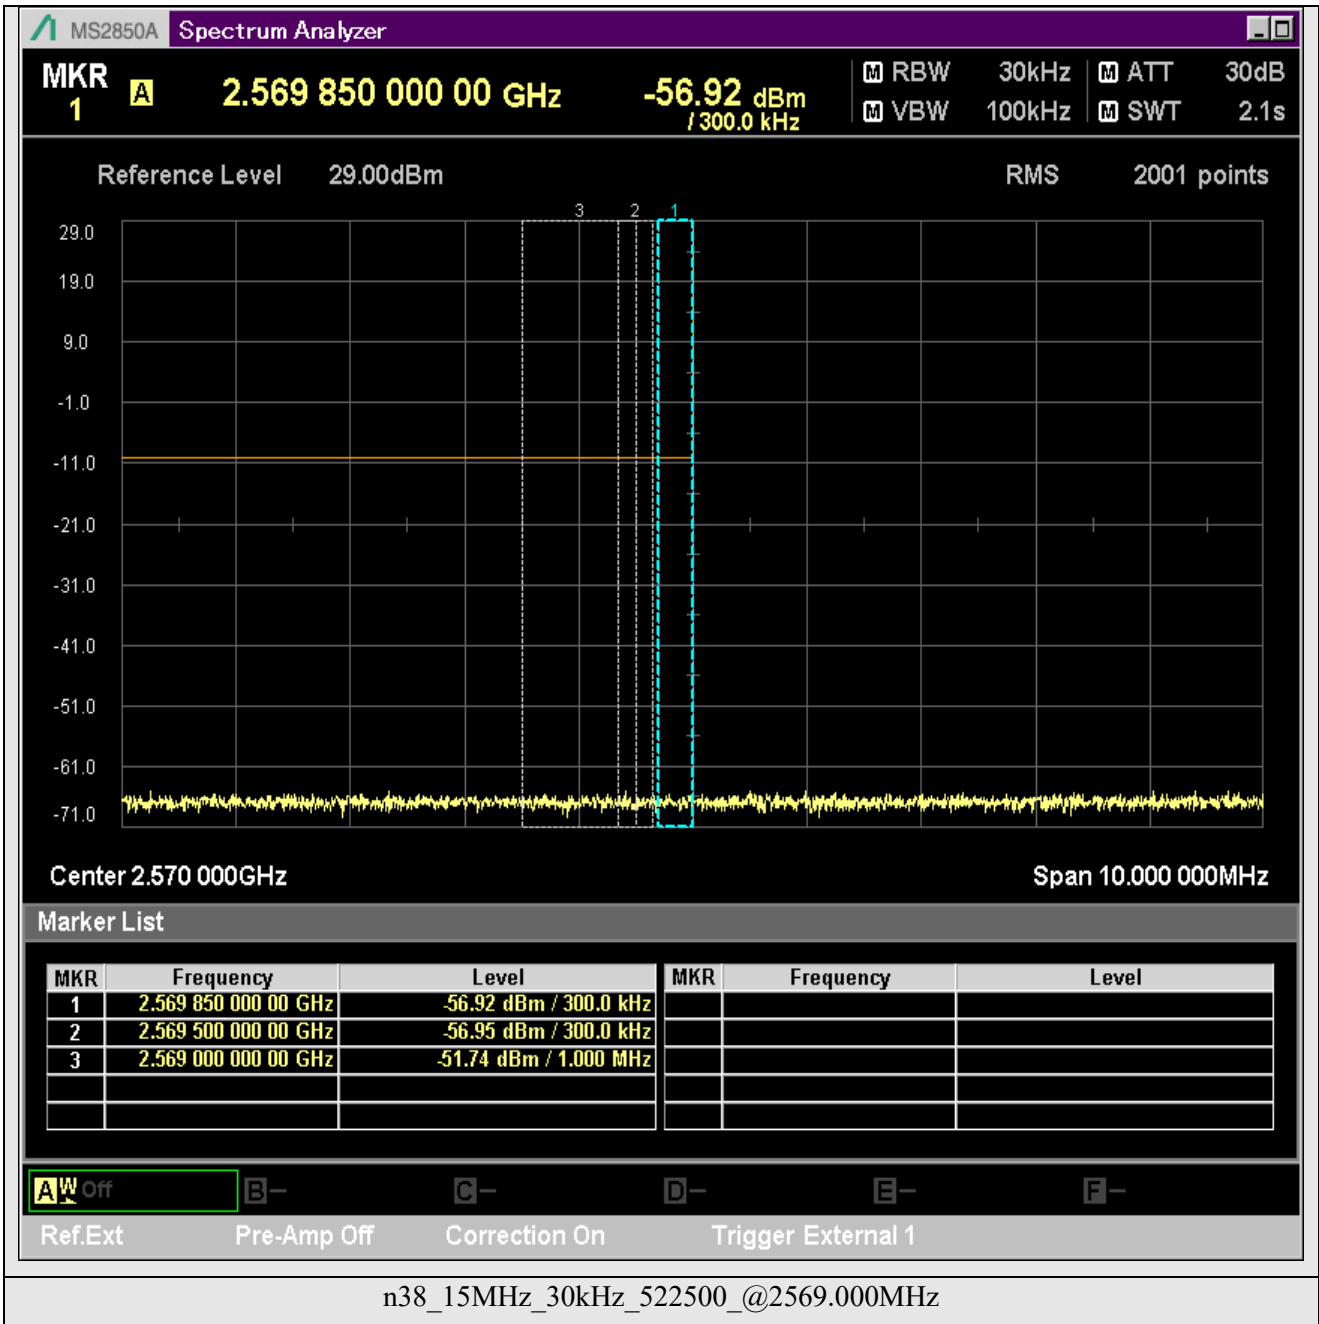 MS2850A Spectrum Analyzer
MKR 1 A 2.569 850 000 00 GHz -56.92 dBm / 300.0 kHz
M RBW 30kHz M ATT 30dB
M VBW 100kHz M SWT 2.1s
Reference Level 29.00dBm RMS 2001 points
3 2 1
29.0
19.0
9.0
-1.0
-11.0
-21.0
-31.0
-41.0
-51.0
-61.0
-71.0
Center 2.570 000GHz Span 10.000 000MHz
Marker List
MKR Frequency Level MKR Frequency Level
1 2.569 850 000 00 GHz -56.92 dBm / 300.0 kHz
2 2.569 500 000 00 GHz -56.95 dBm / 300.0 kHz
3 2.569 000 000 00 GHz -51.74 dBm / 1.000 MHz
A W Off B - C - D - E - F -
Ref.Ext Pre-Amp Off Correction On Trigger External 1
n38_15MHz_30kHz_522500_@2569.000MHz